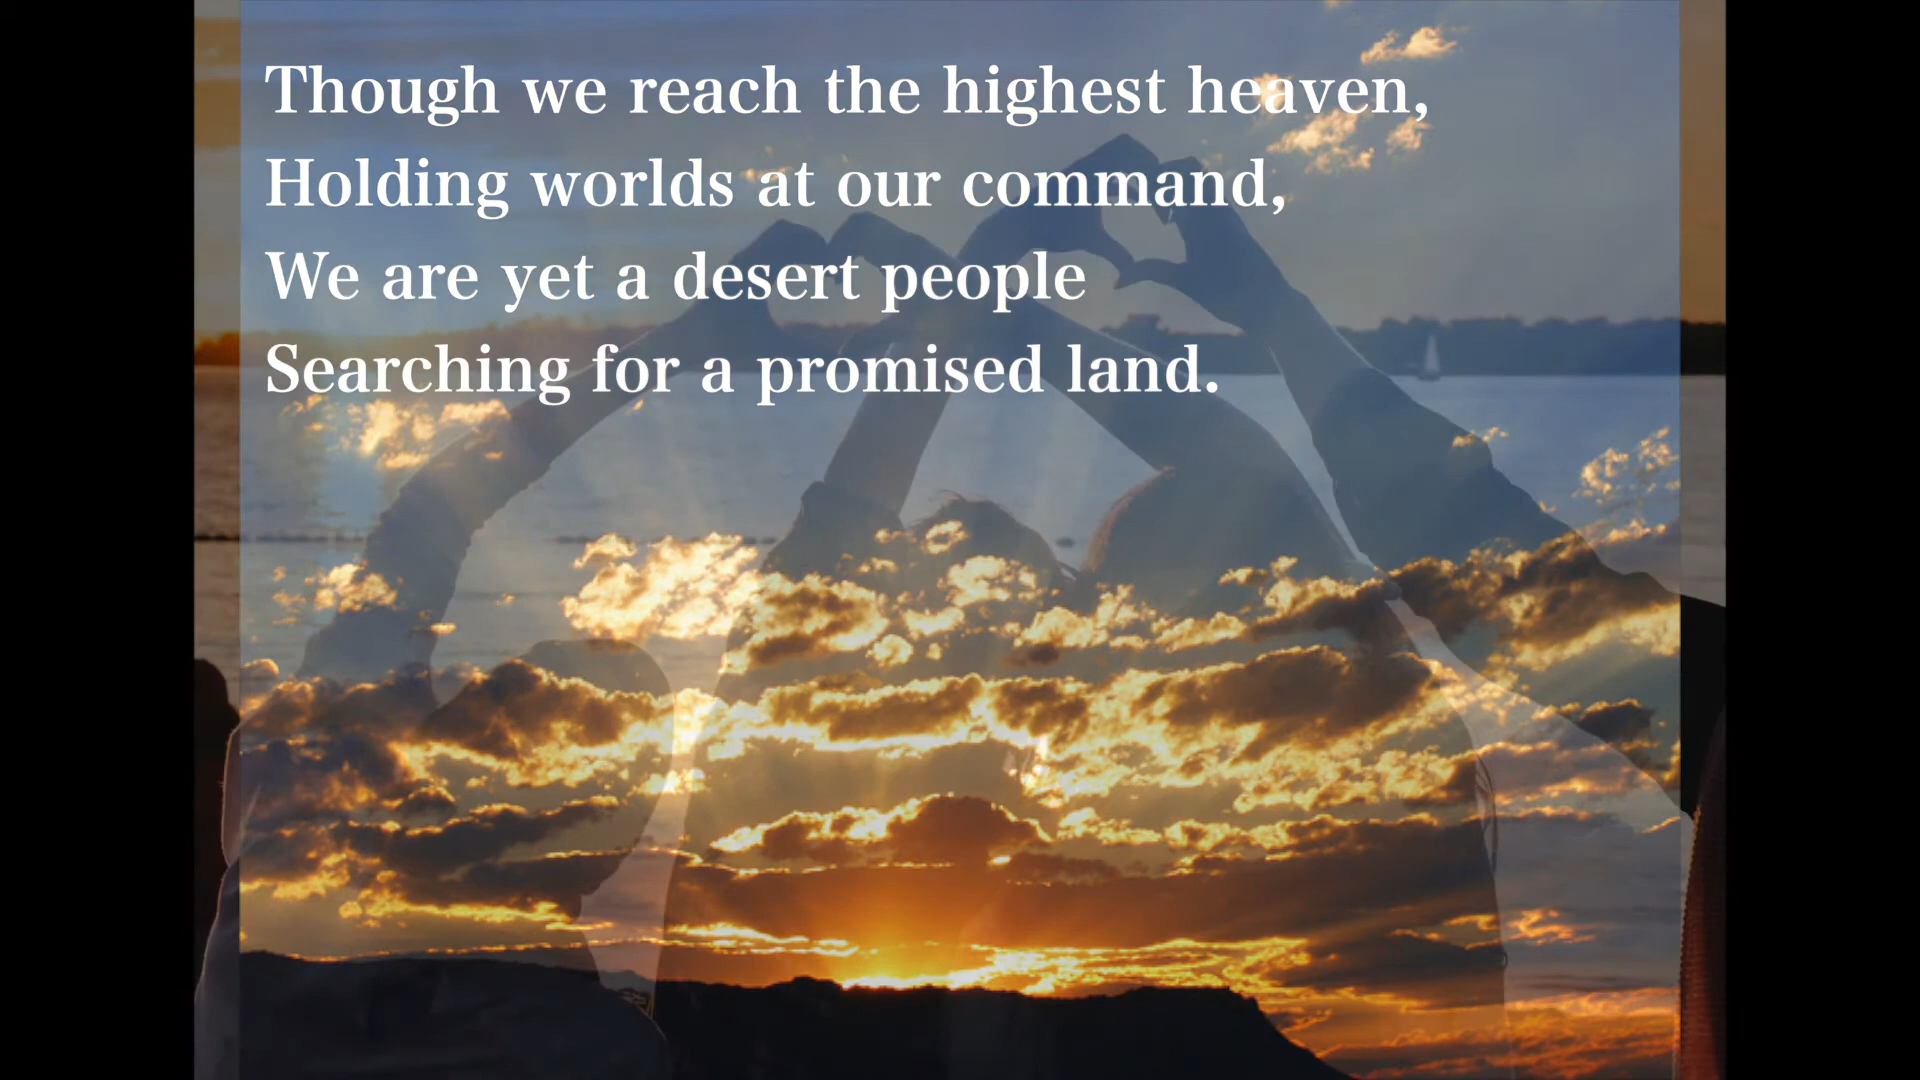 Though we reach the highest heaven,
Holding worlds at our command,
We are yet a desert people
Searching for a promised land.